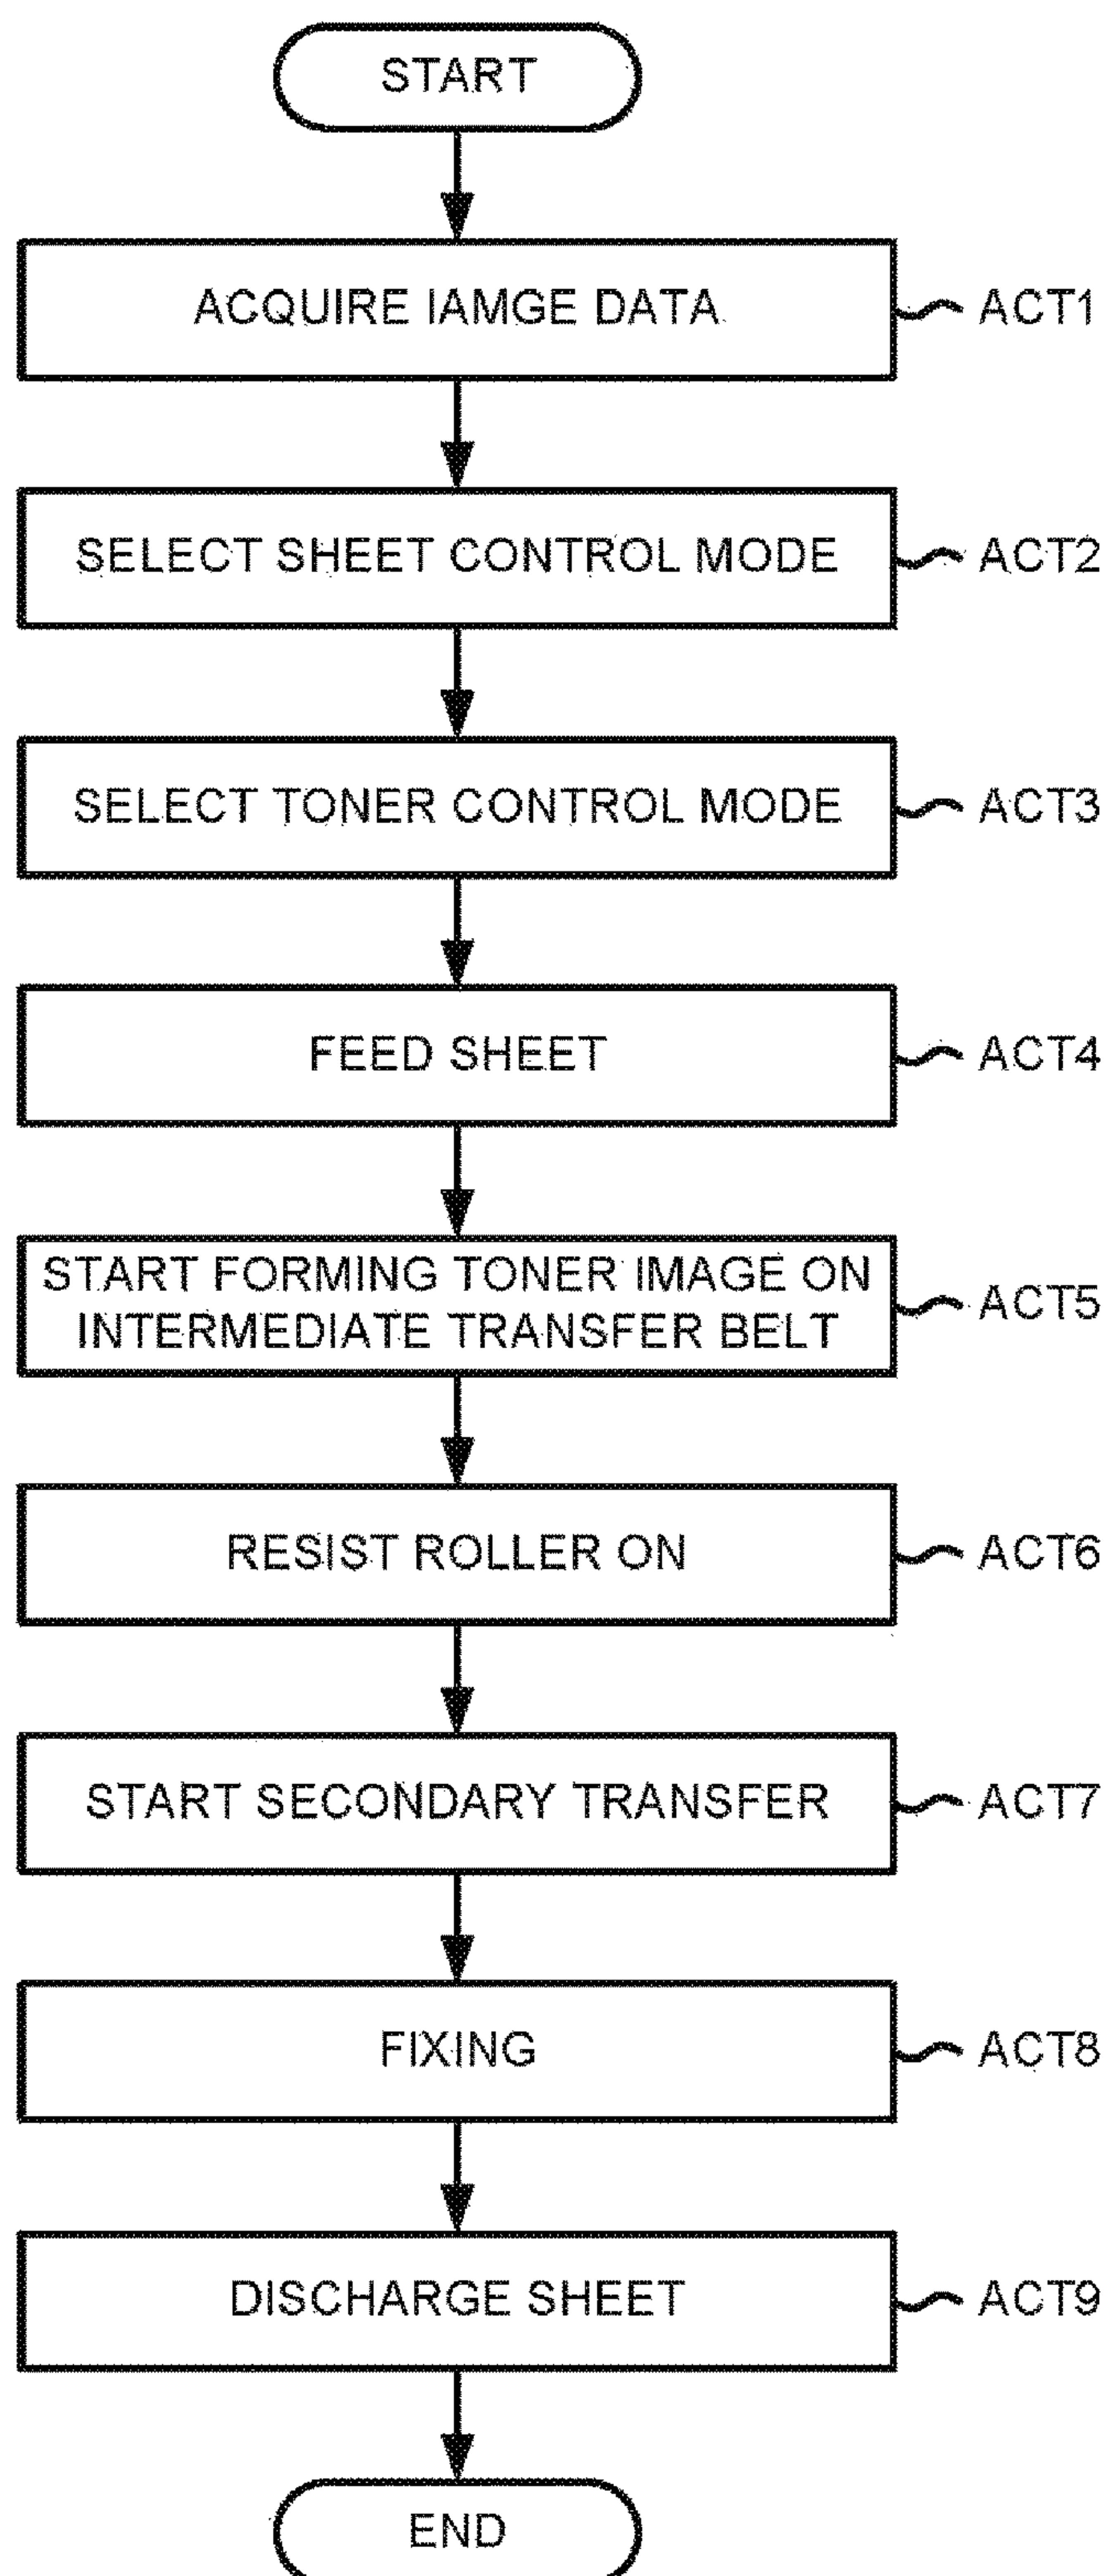 START
ACQUIRE IAMGE DATA
ACT1
SELECT SHEET CONTROL MODE
ACT2
SELECT TONER CONTROL MODE
ACT3
FEED SHEET
ACT4
START FORMING TONER IMAGE ON
INTERMEDIATE TRANSFER BELT
ACT5
RESIST ROLLER ON
ACT6
START SECONDARY TRANSFER
ACT7
FIXING
ACT8
DISCHARGE SHEET
ACT9
END